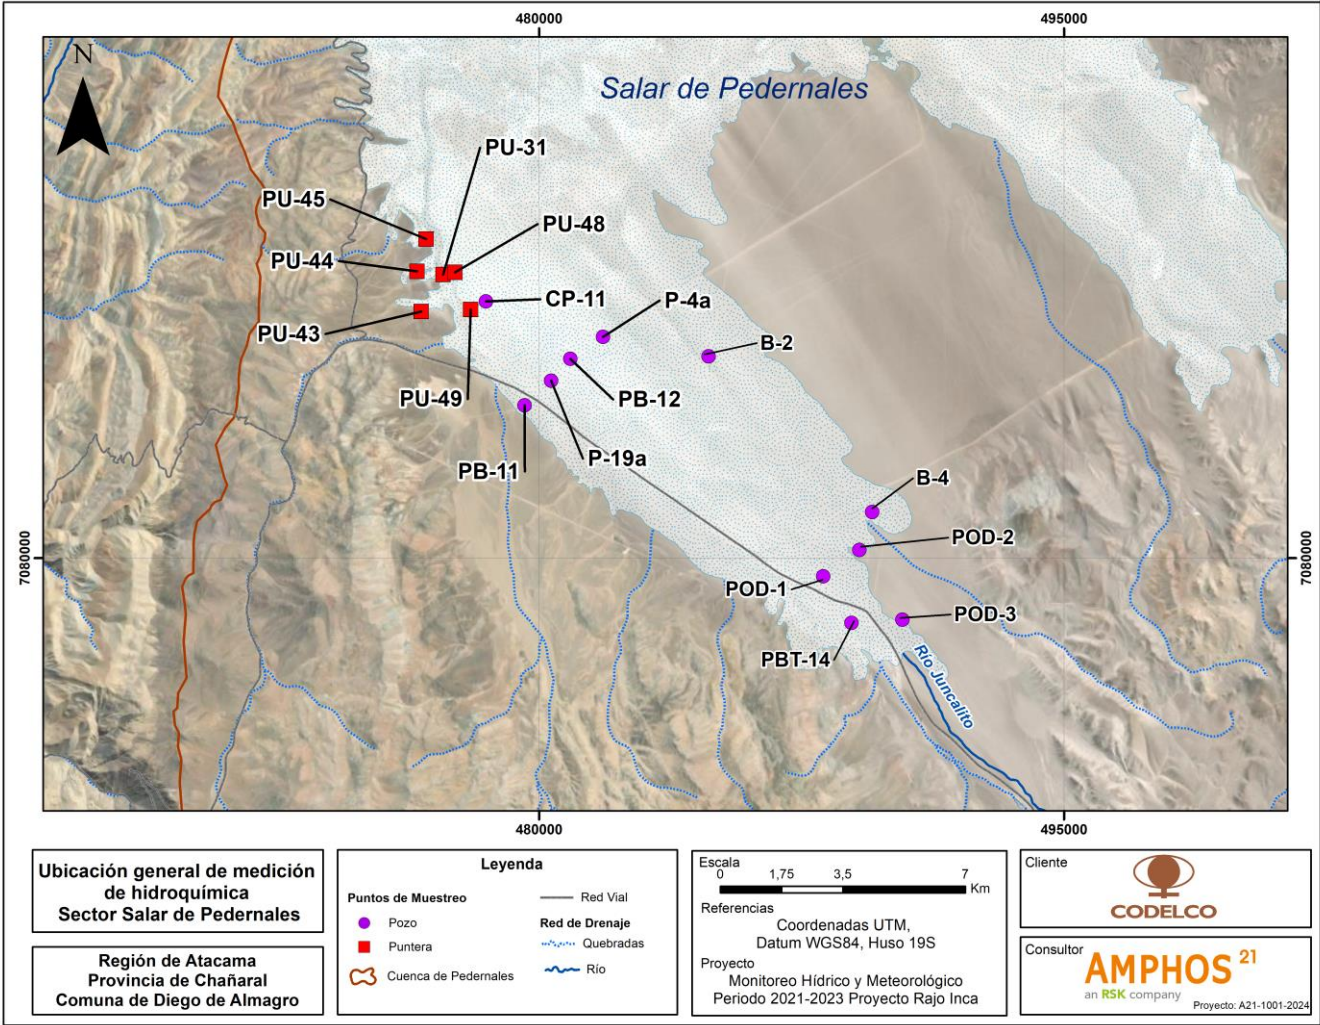 480000
495000
N
Salar de Pedernales
PU-31
PU-45
PU-48
PU-44
CP-11
P-4a
PU-43
B-2
PU-49
PB-12
P-19a
PB-11
B-4
POD-2
7080000
7080000
POD-1
POD-3
PBT-14
Río Juncalito
480000
495000
Ubicación general de medición
de hidroquímica
Sector Salar de Pedernales
Región de Atacama
Provincia de Chañaral
Comuna de Diego de Almagro
Leyenda
Puntos de Muestreo
Pozo
Puntera
Cuenca de Pedernales
Red Vial
Red de Drenaje
Quebradas
Río
Escala
0 1,75 3,5 7
Km
Referencias
Coordenadas UTM,
Datum WGS84, Huso 19S
Proyecto
Monitoreo Hídrico y Meteorológico
Periodo 2021-2023 Proyecto Rajo Inca
Cliente
CODELCO
Consultor
AMPHOS 21
an RSK company
Proyecto: A21-1001-2024